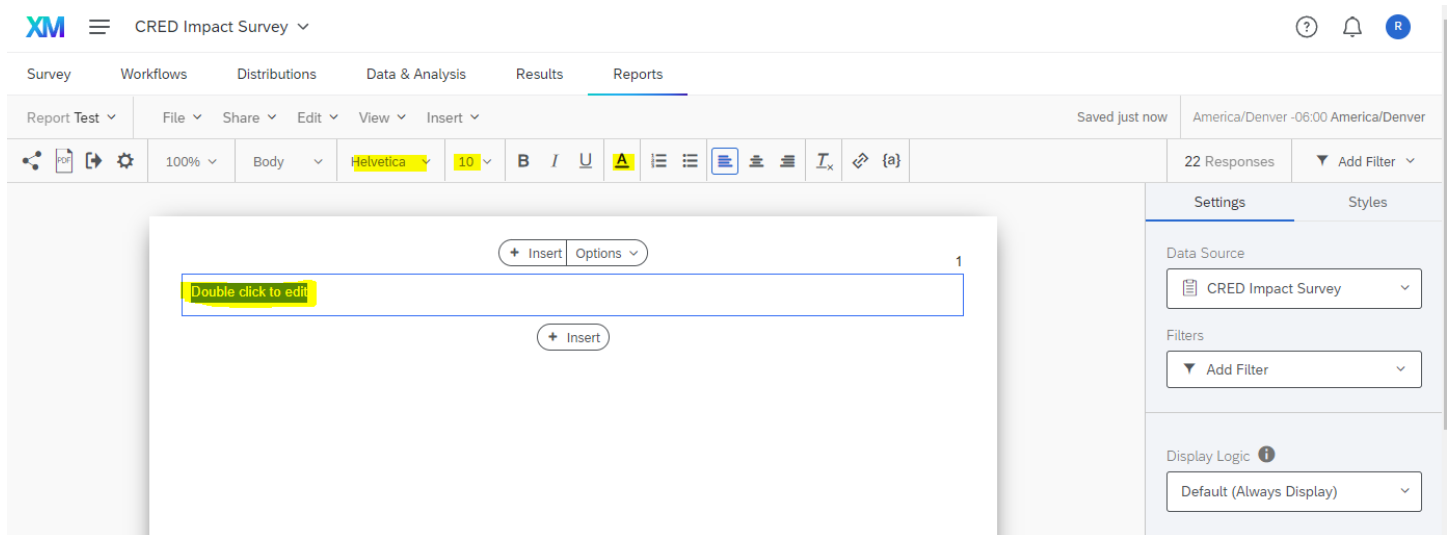 XM CRED Impact Survey R
Survey Workflows Distributions Data & Analysis Results Reports
Report Test File Share Edit View Insert Saved just now America/Denver -06:00 America/Denver
PDF 100% Body Helvetica 10 B I U A Tx {a} 22 Responses Add Filter
Settings Styles
+ Insert Options
1
Double click to edit
+ Insert
Data Source
CRED Impact Survey
Filters
Add Filter
Display Logic
Default (Always Display)